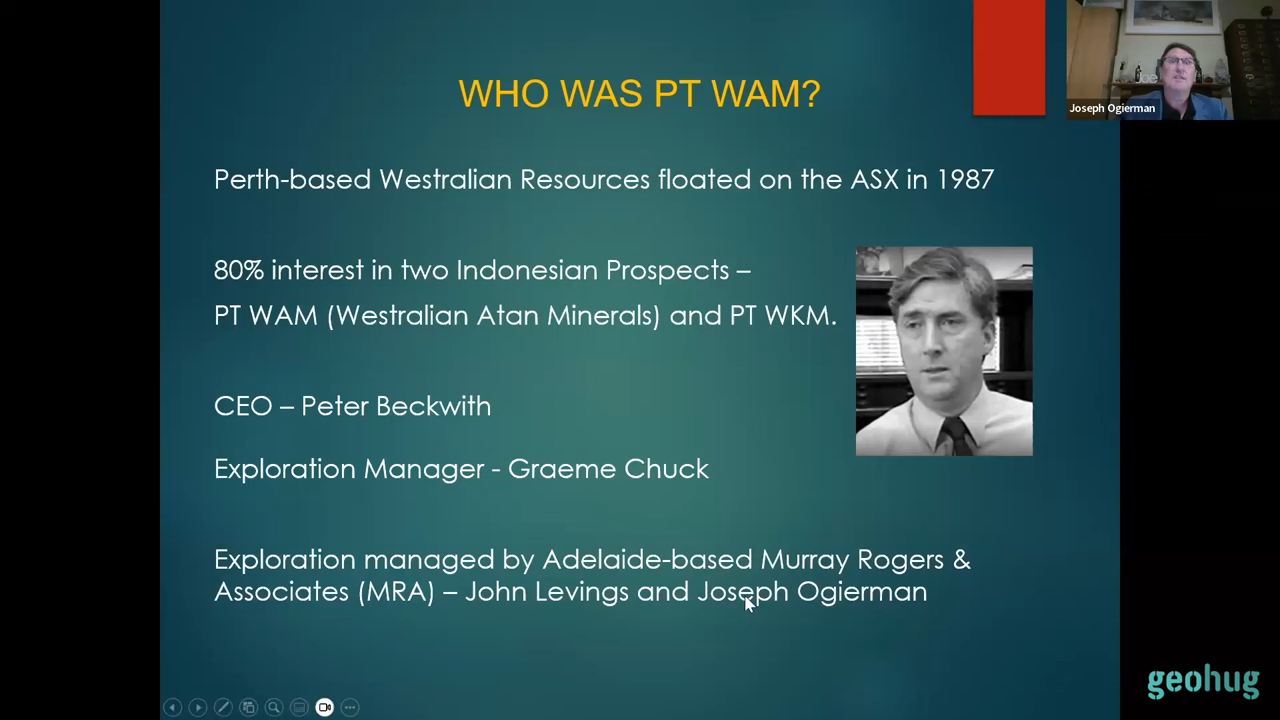 WHO WAS PT WAM?
Joe
Joseph Ogierman
Perth-based Westralian Resources floated on the ASX in 1987
80% interest in two Indonesian Prospects –
PT WAM (Westralian Atan Minerals) and PT WKM.
CEO – Peter Beckwith
Exploration Manager - Graeme Chuck
Exploration managed by Adelaide-based Murray Rogers &
Associates (MRA) – John Levings and Joseph Ogierman
geohug